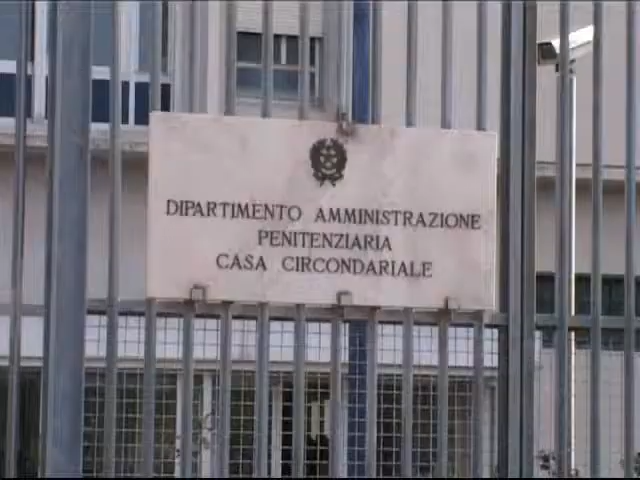 DIPARTIMENTO AMMINISTRAZIONE
PENITENZIARIA
CASA CIRCONDARIALE